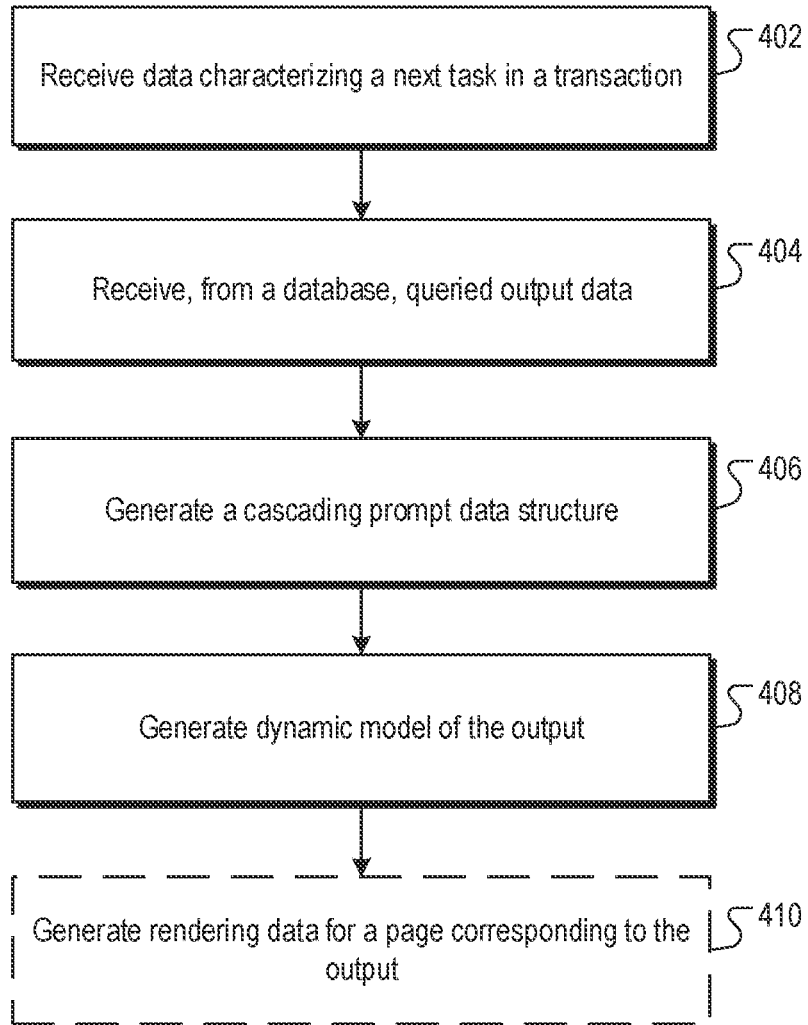 Receive data characterizing a next task in a transaction
402
Receive, from a database, queried output data
404
Generate a cascading prompt data structure
406
Generate dynamic model of the output
408
Generate rendering data for a page corresponding to the
output
410